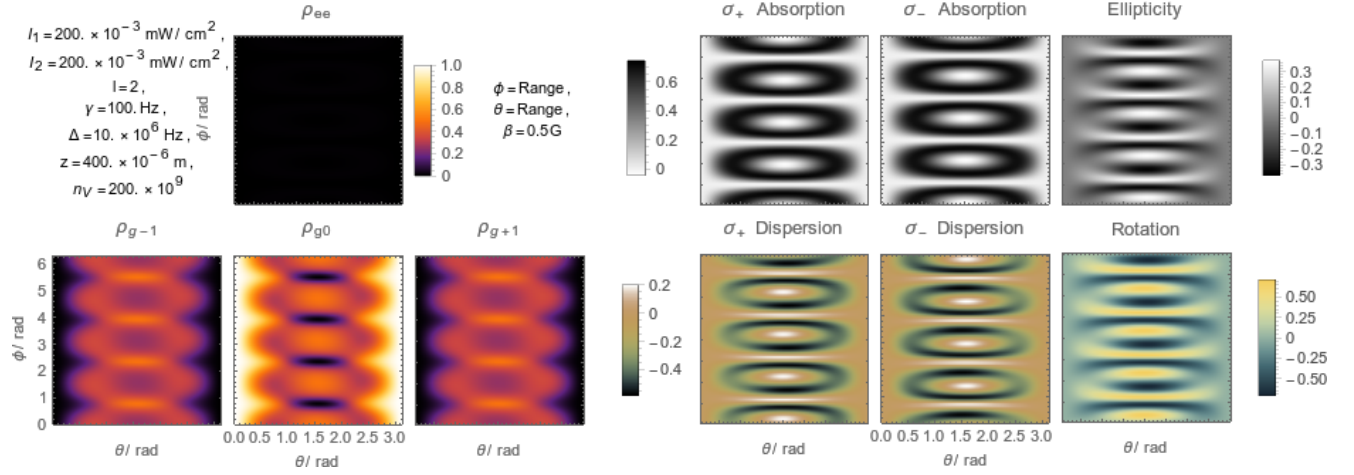 ρee
I1=200.×10−3 mW/cm2,
I2=200.×10−3 mW/cm2,
l=2,
γ=100.Hz,
Δ=10.×106 Hz,
z=400.×10−6 m,
nV=200.×109
ϕ/ rad
1.0
0.8
0.6
0.4
0.2
0
ϕ=Range,
θ=Range,
β=0.5G
σ+ Absorption
σ− Absorption
Ellipticity
0.6
0.4
0.2
0
0.3
0.2
0.1
0
−0.1
−0.2
−0.3
ρg−1
ρg0
ρg+1
6
5
4
3
2
1
0
ϕ/ rad
θ/ rad
0.0 0.5 1.0 1.5 2.0 2.5 3.0
θ/ rad
θ/ rad
σ+ Dispersion
σ− Dispersion
Rotation
0.2
0
−0.2
−0.4
θ/ rad
0.0 0.5 1.0 1.5 2.0 2.5 3.0
θ/ rad
θ/ rad
0.50
0.25
0
−0.25
−0.50